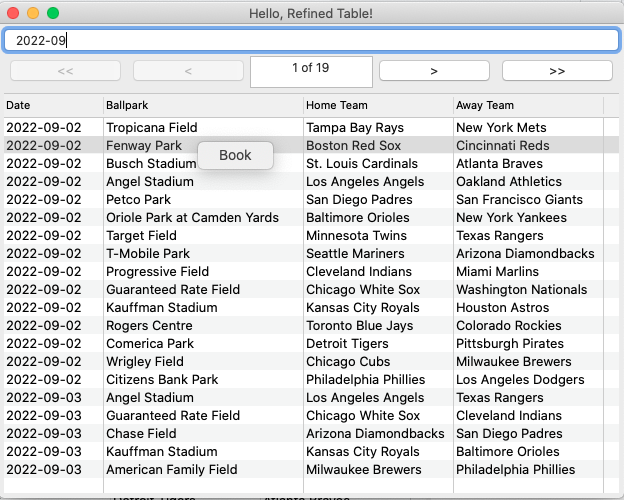 Hello, Refined Table!
2022-09
<< < 1 of 19 > >>
Date Ballpark Home Team Away Team
2022-09-02 Tropicana Field Tampa Bay Rays New York Mets
2022-09-02 Fenway Park Boston Red Sox Cincinnati Reds
Book
2022-09-02 Busch Stadium St. Louis Cardinals Atlanta Braves
2022-09-02 Angel Stadium Los Angeles Angels Oakland Athletics
2022-09-02 Petco Park San Diego Padres San Francisco Giants
2022-09-02 Oriole Park at Camden Yards Baltimore Orioles New York Yankees
2022-09-02 Target Field Minnesota Twins Texas Rangers
2022-09-02 T-Mobile Park Seattle Mariners Arizona Diamondbacks
2022-09-02 Progressive Field Cleveland Indians Miami Marlins
2022-09-02 Guaranteed Rate Field Chicago White Sox Washington Nationals
2022-09-02 Kauffman Stadium Kansas City Royals Houston Astros
2022-09-02 Rogers Centre Toronto Blue Jays Colorado Rockies
2022-09-02 Comerica Park Detroit Tigers Pittsburgh Pirates
2022-09-02 Wrigley Field Chicago Cubs Milwaukee Brewers
2022-09-02 Citizens Bank Park Philadelphia Phillies Los Angeles Dodgers
2022-09-03 Angel Stadium Los Angeles Angels Texas Rangers
2022-09-03 Guaranteed Rate Field Chicago White Sox Cleveland Indians
2022-09-03 Chase Field Arizona Diamondbacks San Diego Padres
2022-09-03 Kauffman Stadium Kansas City Royals Baltimore Orioles
2022-09-03 American Family Field Milwaukee Brewers Philadelphia Phillies